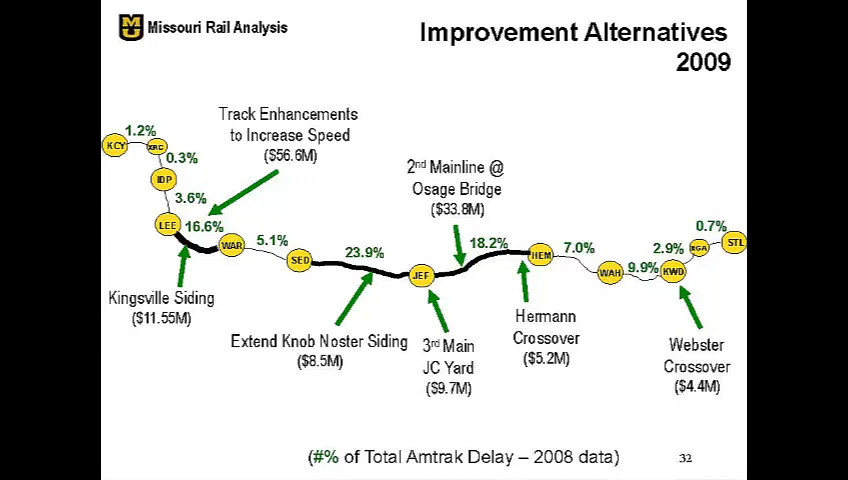 MU Missouri Rail Analysis
Improvement Alternatives
2009
Track Enhancements
to Increase Speed
($56.6M)
2nd Mainline @
Osage Bridge
($33.8M)
KCY 1.2% XRC
0.3%
IDP
3.6%
LEE 16.6% WAR 5.1% SED 23.9% JEF 18.2% HEM 7.0% WAH 9.9% KWD 2.9% XGA 0.7% STL
Kingsville Siding
($11.55M)
Extend Knob Noster Siding
($8.5M)
3rd Main
JC Yard
($9.7M)
Hermann
Crossover
($5.2M)
Webster
Crossover
($4.4M)
(#% of Total Amtrak Delay – 2008 data)
32